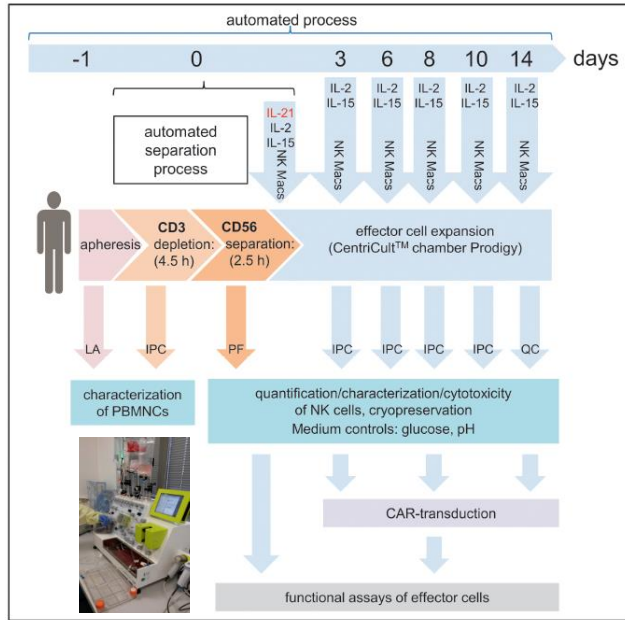 automated process
-1 0 3 6 8 10 14 days
IL-21
IL-2
IL-15
NK Macs
IL-2
IL-15
NK Macs
IL-2
IL-15
NK Macs
IL-2
IL-15
NK Macs
IL-2
IL-15
NK Macs
IL-2
IL-15
NK Macs
automated
separation
process
apheresis
CD3
depletion:
(4.5 h)
CD56
separation:
(2.5 h)
effector cell expansion
(CentriCult™ chamber Prodigy)
LA IPC PF IPC IPC IPC IPC QC
characterization
of PBMNCs
quantification/characterization/cytotoxicity
of NK cells, cryopreservation
Medium controls: glucose, pH
CAR-transduction
functional assays of effector cells